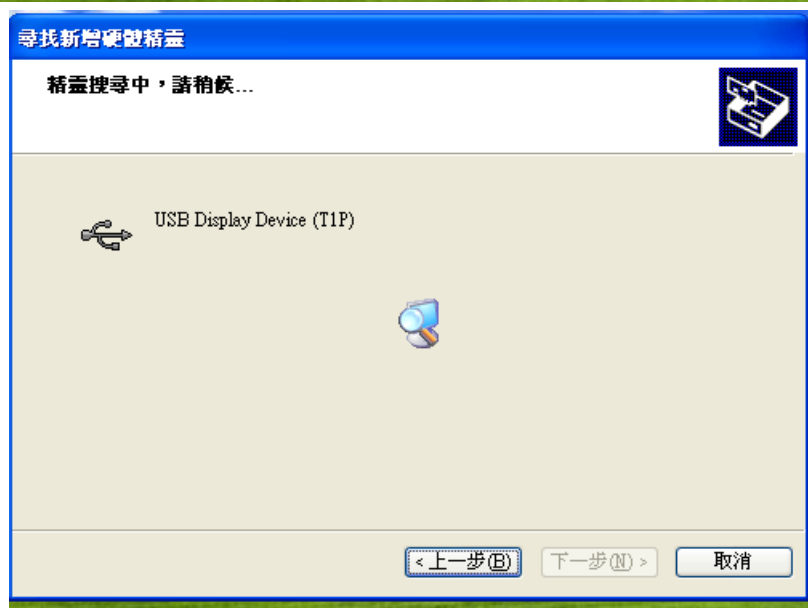 尋找新增硬體精靈
精靈搜尋中，請稍候...
USB Display Device (T1P)
<上一步(B)
下一步(N)>
取消